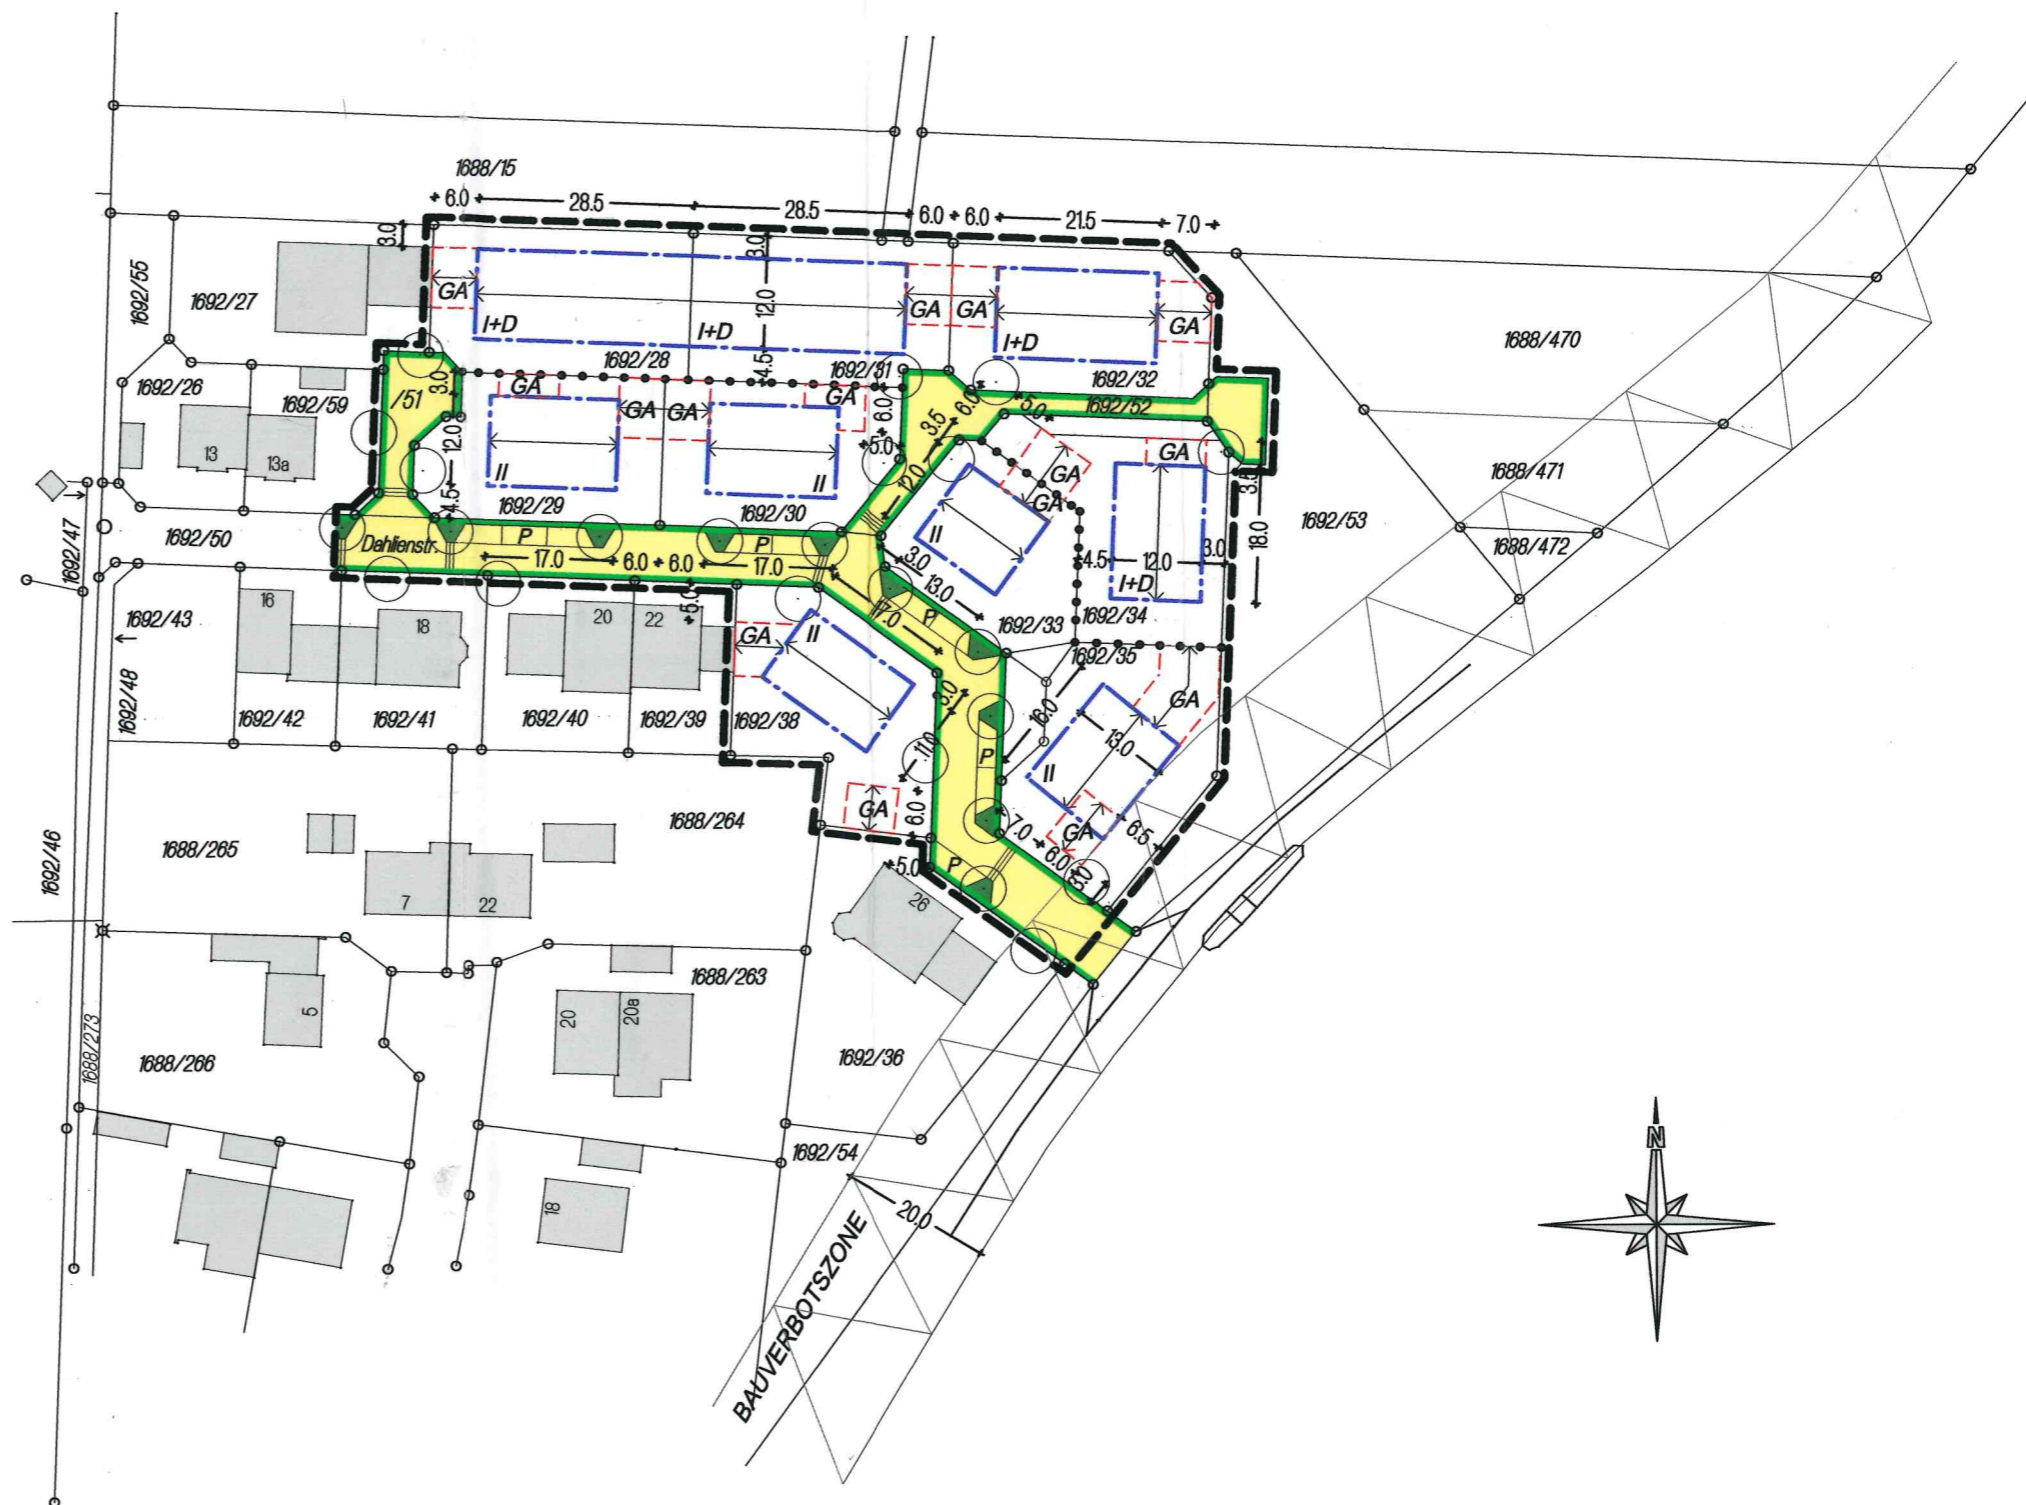 1688/15
6.0
28.5
28.5
6.0
6.0
21.5
7.0
3.0
3.0
1692/55
1692/27
GA
12.0
GA
GA
GA
I+D
I+D
I+D
1688/470
4.5
1692/28
1692/31
1692/32
1692/26
1692/59
/51
3.0
GA
GA
GA
GA
6.0
3.5
6.0
5.0
1692/52
12.0
5.0
13
13a
GA
GA
GA
1688/471
II
II
4.5
12.0
3.5
1692/29
1692/30
1692/53
18.0
1692/47
1692/50
Dahlienstr.
P
P
II
1688/472
17.0
6.0
6.0
17.0
3.0
13.0
4.5
12.0
3.0
I+D
16
18
20
22
5.0
17.0
P
1692/43
GA
II
1692/33
1692/34
1692/35
1692/48
3.0
GA
1692/42
1692/41
1692/40
1692/39
1692/38
16.0
11.0
P
13.0
II
1688/265
1688/264
GA
6.0
7.0
GA
6.5
6.0
3.0
1692/46
5.0
P
7
22
26
1688/263
5
20
20a
1688/273
1688/266
1692/36
1692/54
18
20.0
BAUVERBOTSZONE
N